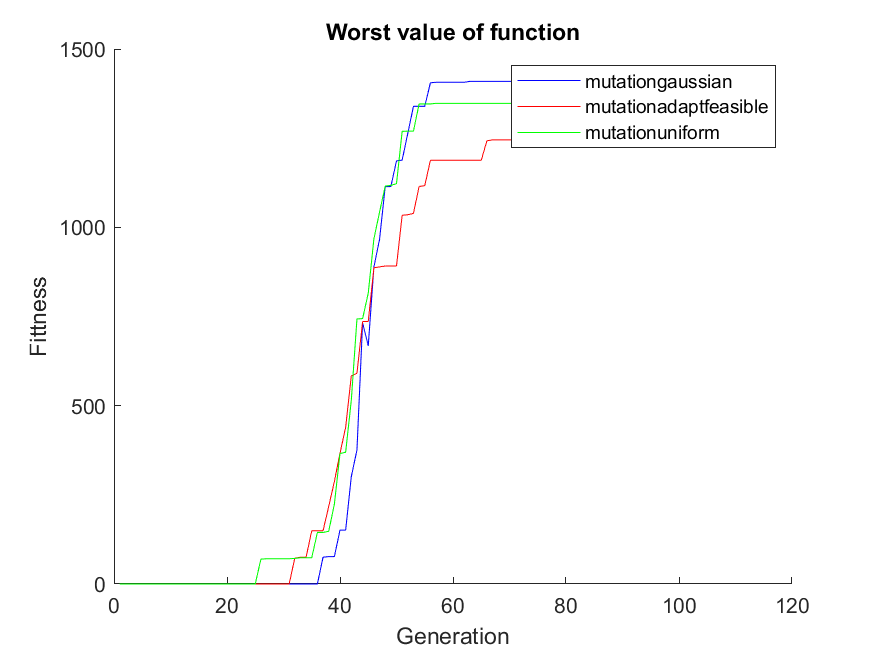 Worst value of function
1500
1000
500
0
Fittness
mutationgaussian
mutationadaptfeasible
mutationuniform
0 20 40 60 80 100 120
Generation